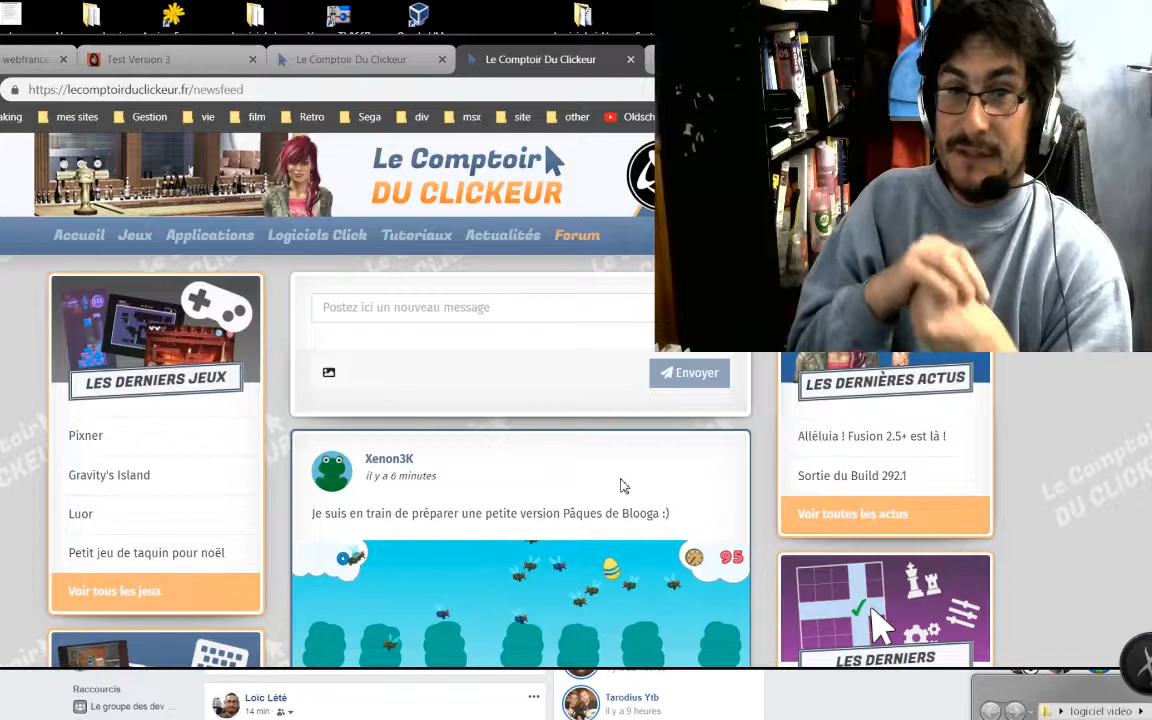 webfrance
Test Version 3
Le Comptoir Du Clickeur
Le Comptoir Du Clickeur
https://lecomptoirduclickeur.fr/newsfeed
aking
mes sites
Gestion
vie
film
Retro
Sega
div
msx
site
other
Oldsch
Le Comptoir
DU CLICKEUR
Accueil
Jeux
Applications
Logiciels Click
Tutoriaux
Actualités
Forum
LES DERNIERS JEUX
Pixner
Gravity's Island
Luor
Petit jeu de taquin pour noël
Voir tous les jeux
Postez ici un nouveau message
Envoyer
Xenon3K
il y a 6 minutes
Je suis en train de préparer une petite version Pâques de Blooga :)
0
95
LES DERNIÈRES ACTUS
Alléluia ! Fusion 2.5+ est là !
Sortie du Build 292.1
Voir toutes les actus
LES DERNIERS
Raccourcis
Le groupe des dev ...
Loïc Lété
14 min
Tarodius Ytb
il y a 9 heures
logiciel video